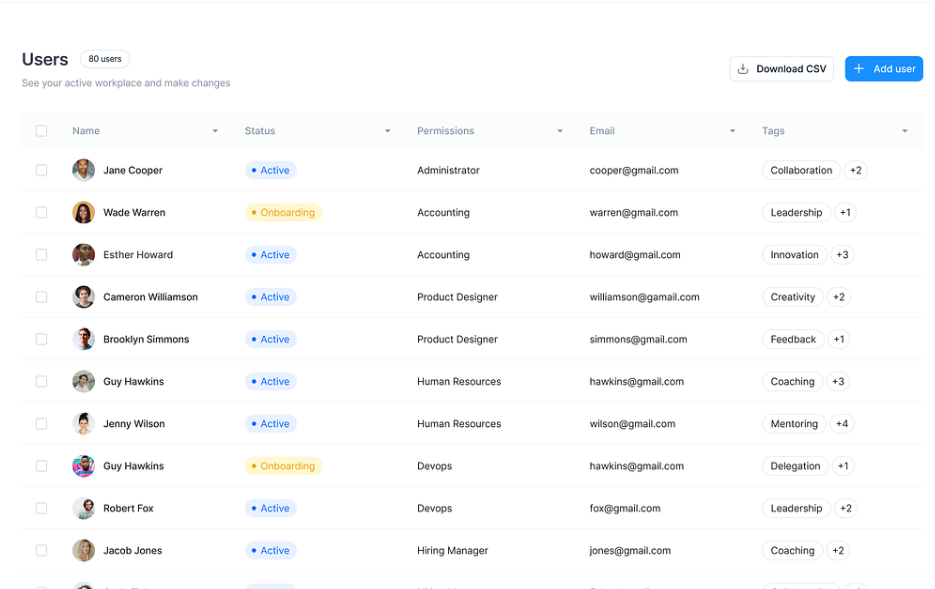 Users 80 users
See your active workplace and make changes
Download CSV
Add user
Name Status Permissions Email Tags
Jane Cooper Active Administrator cooper@gmail.com Collaboration +2
Wade Warren Onboarding Accounting warren@gmail.com Leadership +1
Esther Howard Active Accounting howard@gmail.com Innovation +3
Cameron Williamson Active Product Designer williamson@gamail.com Creativity +2
Brooklyn Simmons Active Product Designer simmons@gmail.com Feedback +1
Guy Hawkins Active Human Resources hawkins@gmail.com Coaching +3
Jenny Wilson Active Human Resources wilson@gmail.com Mentoring +4
Guy Hawkins Onboarding Devops hawkins@gmail.com Delegation +1
Robert Fox Active Devops fox@gmail.com Leadership +2
Jacob Jones Active Hiring Manager jones@gmail.com Coaching +2